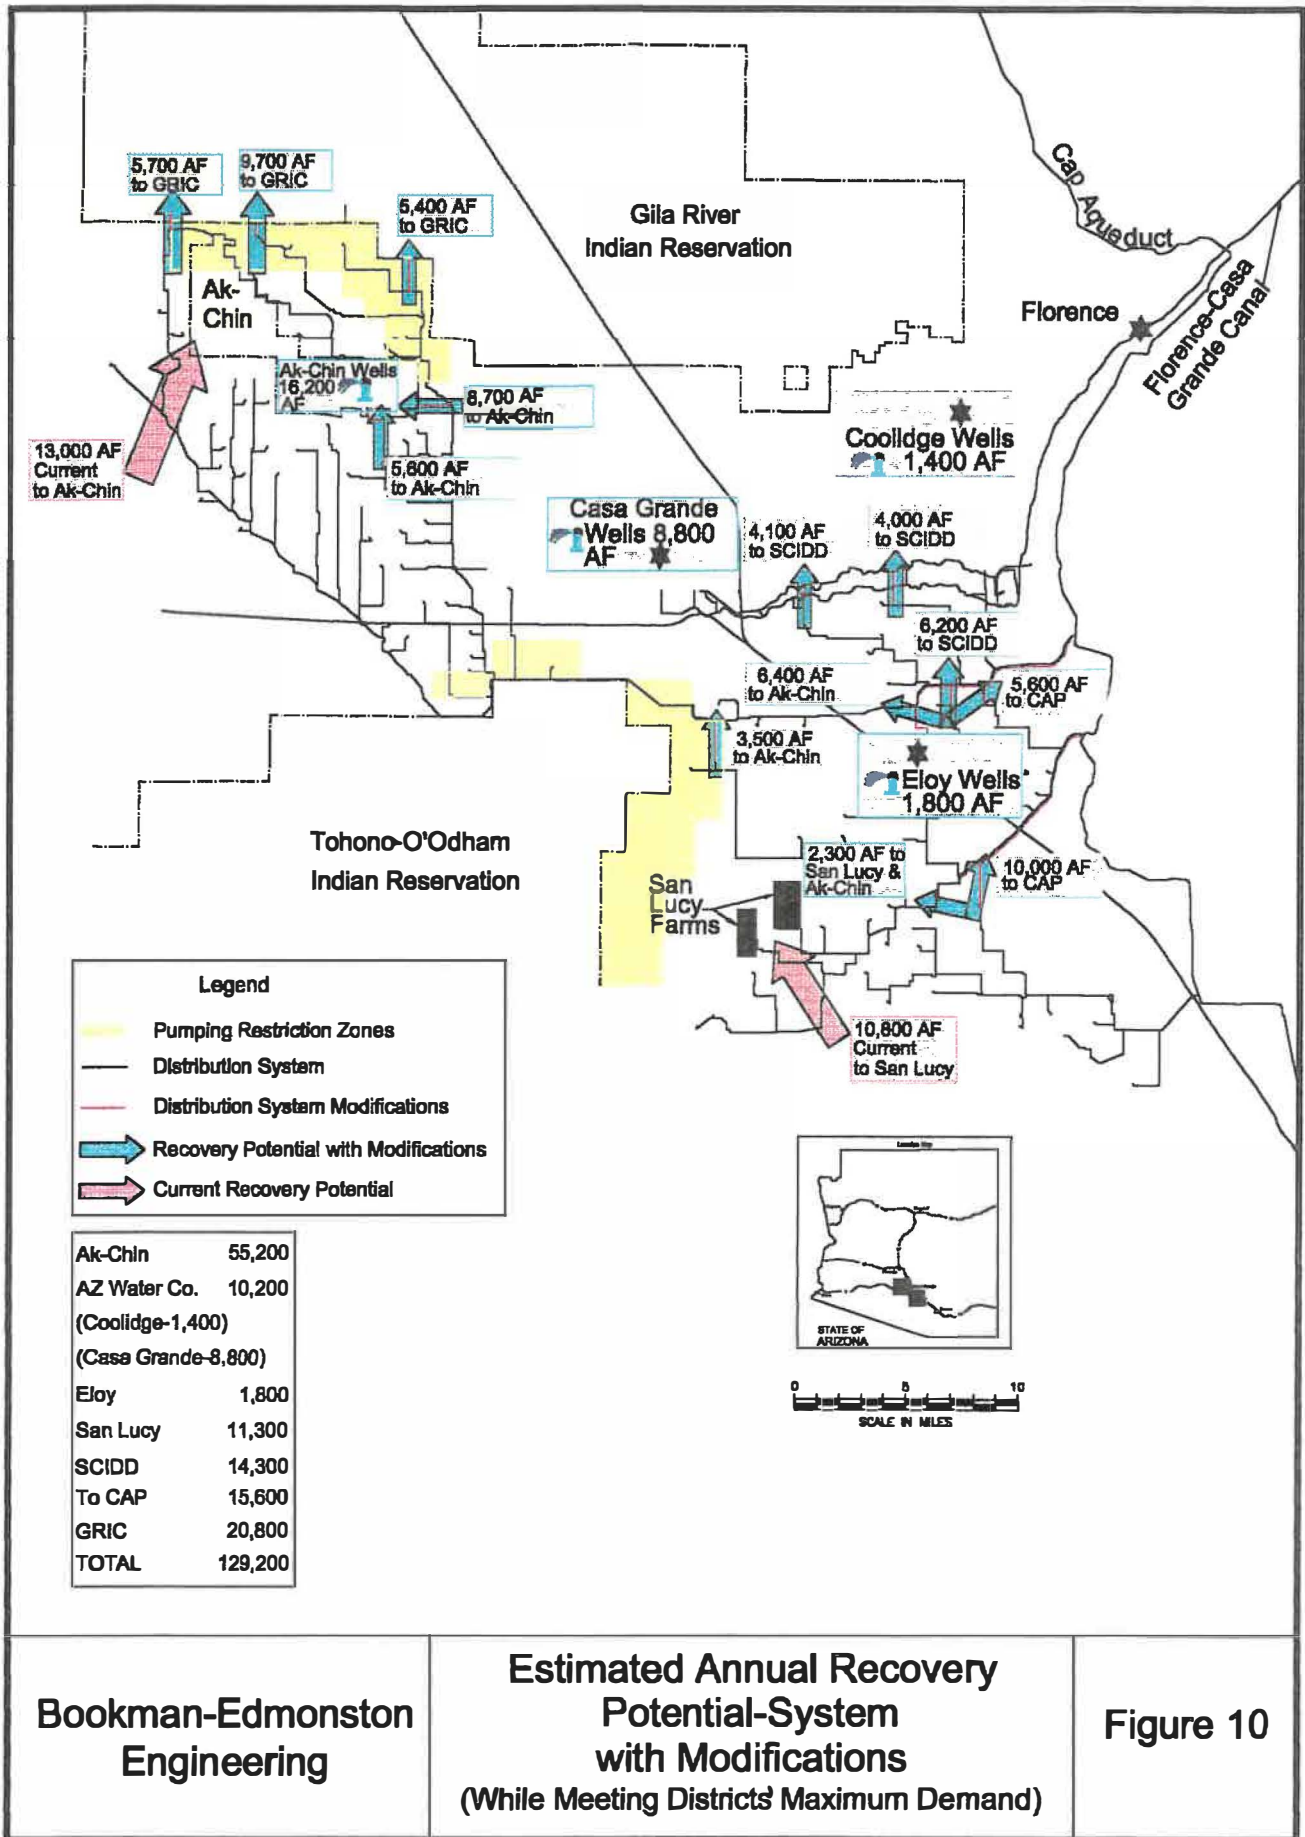 5,700 AF
to GRIC
9,700 AF
to GRIC
5,400 AF
to GRIC
Gila River
Indian Reservation
Cap Aqueduct
Florence
Florence-Casa
Grande Canal
Ak-
Chin
Ak-Chin Wells
16,200
AF
8,700 AF
to Ak-Chin
13,000 AF
Current
to Ak-Chin
5,600 AF
to Ak-Chin
Coolidge Wells
1,400 AF
Casa Grande
Wells 8,800
AF
4,100 AF
to SCIDD
4,000 AF
to SCIDD
6,200 AF
to SCIDD
6,400 AF
to Ak-Chin
5,600 AF
to CAP
3,500 AF
to Ak-Chin
Eloy Wells
1,800 AF
Tohono-O'Odham
Indian Reservation
2,300 AF to
San Lucy &
Ak-Chin
10,000 AF
to CAP
San
Lucy
Farms
10,800 AF
Current
to San Lucy
Legend
Pumping Restriction Zones
Distribution System
Distribution System Modifications
Recovery Potential with Modifications
Current Recovery Potential
Ak-Chin 55,200
AZ Water Co. 10,200
(Coolidge-1,400)
(Casa Grande-8,800)
Eloy 1,800
San Lucy 11,300
SCIDD 14,300
To CAP 15,600
GRIC 20,800
TOTAL 129,200
STATE OF
ARIZONA
0 5 10
SCALE IN MILES
Bookman-Edmonston
Engineering
Estimated Annual Recovery
Potential-System
with Modifications
(While Meeting Districts' Maximum Demand)
Figure 10